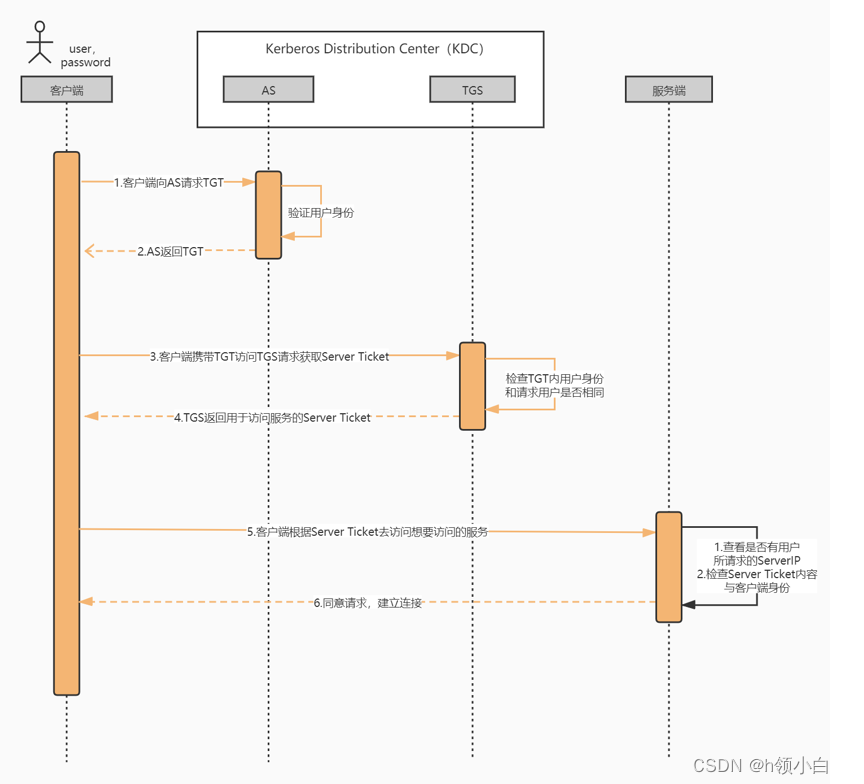 user,
password
Kerberos Distribution Center（KDC）
客户端
AS
TGS
服务端
1.客户端向AS请求TGT
验证用户身份
2.AS返回TGT
3.客户端携带TGT访问TGS请求获取Server Ticket
检查TGT内用户身份
和请求用户是否相同
4.TGS返回用于访问服务的Server Ticket
5.客户端根据Server Ticket去访问想要访问的服务
1.查看是否有用户
所请求的ServerIP
2.检查Server Ticket内容
与客户端身份
6.同意请求，建立连接
CSDN @h领小白